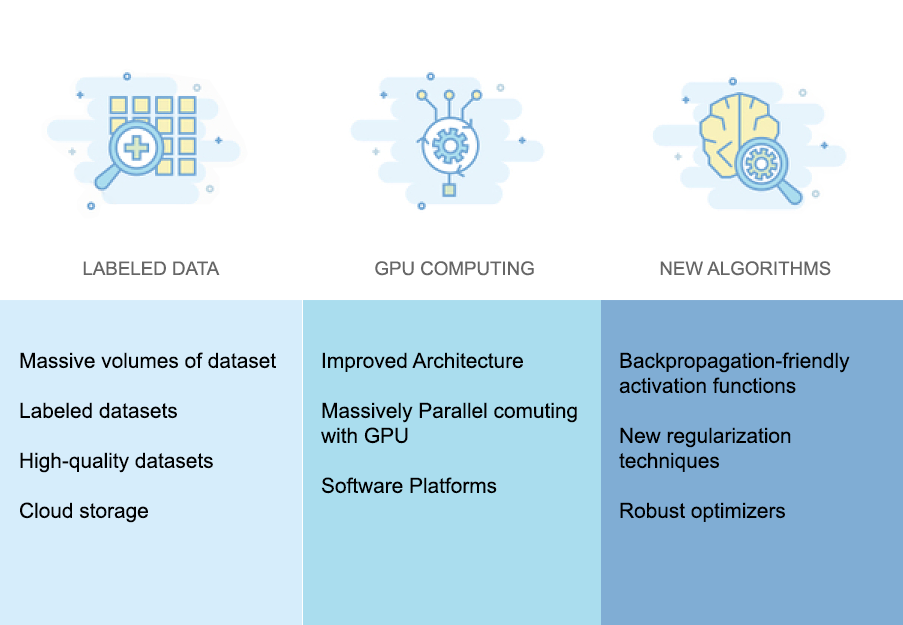 LABELED DATA
GPU COMPUTING
NEW ALGORITHMS
Massive volumes of dataset
Labeled datasets
High-quality datasets
Cloud storage
Improved Architecture
Massively Parallel comuting
with GPU
Software Platforms
Backpropagation-friendly
activation functions
New regularization
techniques
Robust optimizers